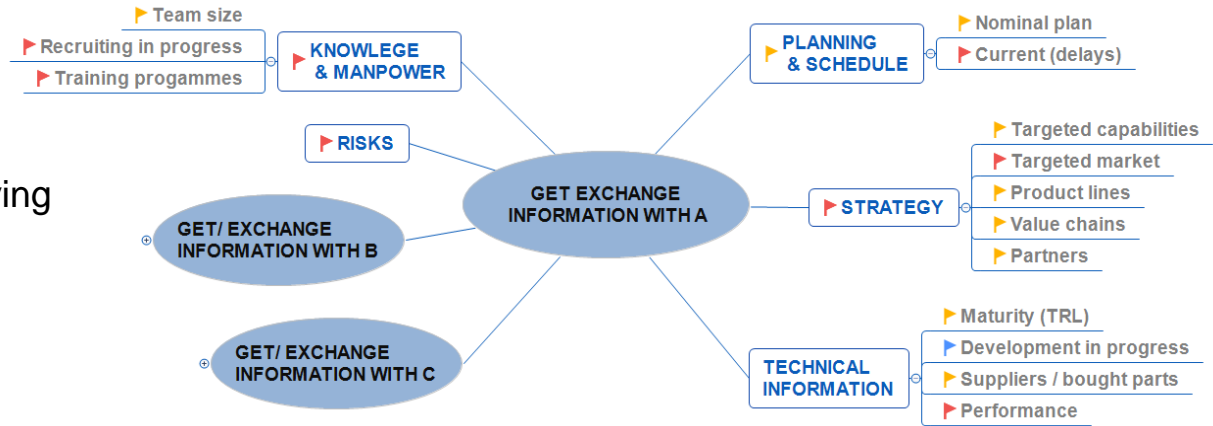 Team size
Recruiting in progress
Training progammes
KNOWLEGE
& MANPOWER
RISKS
GET/ EXCHANGE
INFORMATION WITH B
GET/ EXCHANGE
INFORMATION WITH C
GET EXCHANGE
INFORMATION WITH A
PLANNING
& SCHEDULE
Nominal plan
Current (delays)
STRATEGY
Targeted capabilities
Targeted market
Product lines
Value chains
Partners
TECHNICAL
INFORMATION
Maturity (TRL)
Development in progress
Suppliers / bought parts
Performance